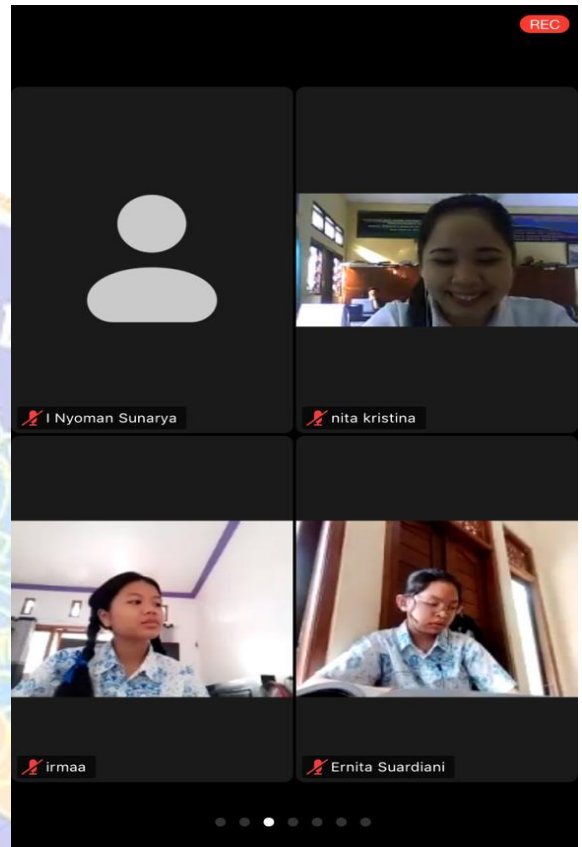 REC
I Nyoman Sunarya
nita kristina
irmaa
Ernita Suardiani